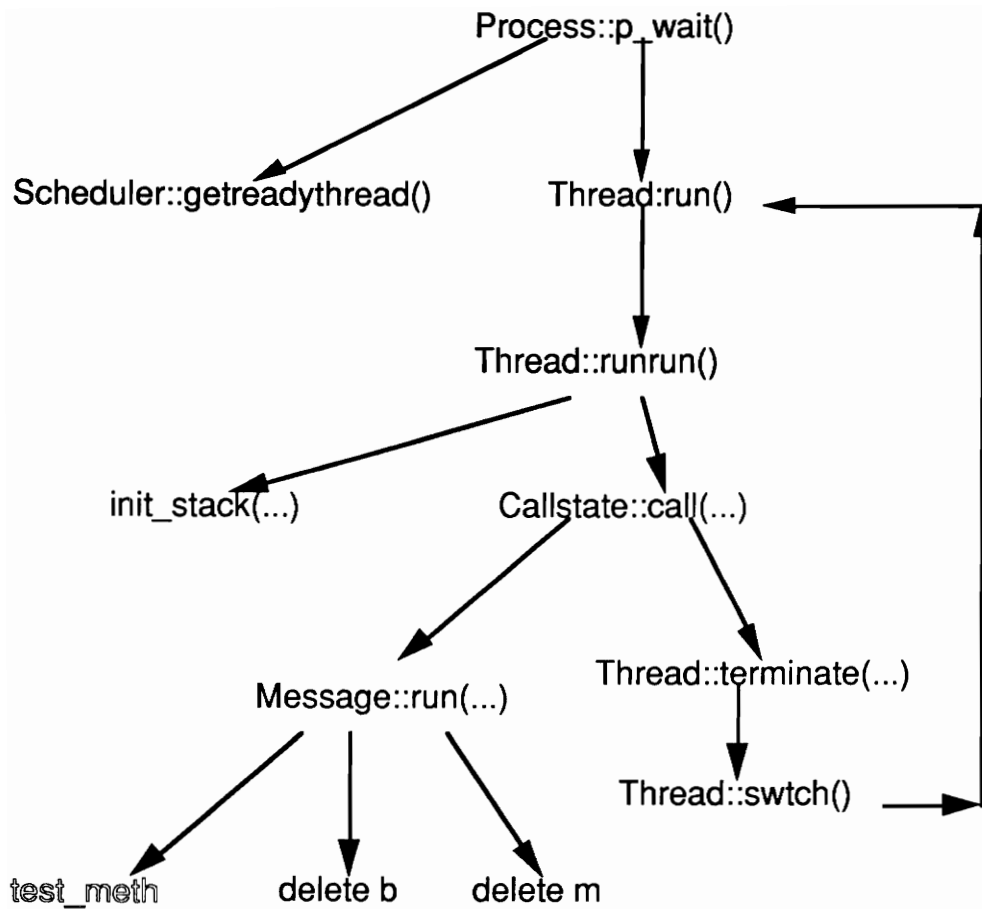 Process::p_wait()
Scheduler::getreadythread()
Thread:run()
Thread::runrun()
init_stack(...)
Callstate::call(...)
Thread::terminate(...)
Message::run(...)
Thread::swtch()
test_meth
delete b
delete m